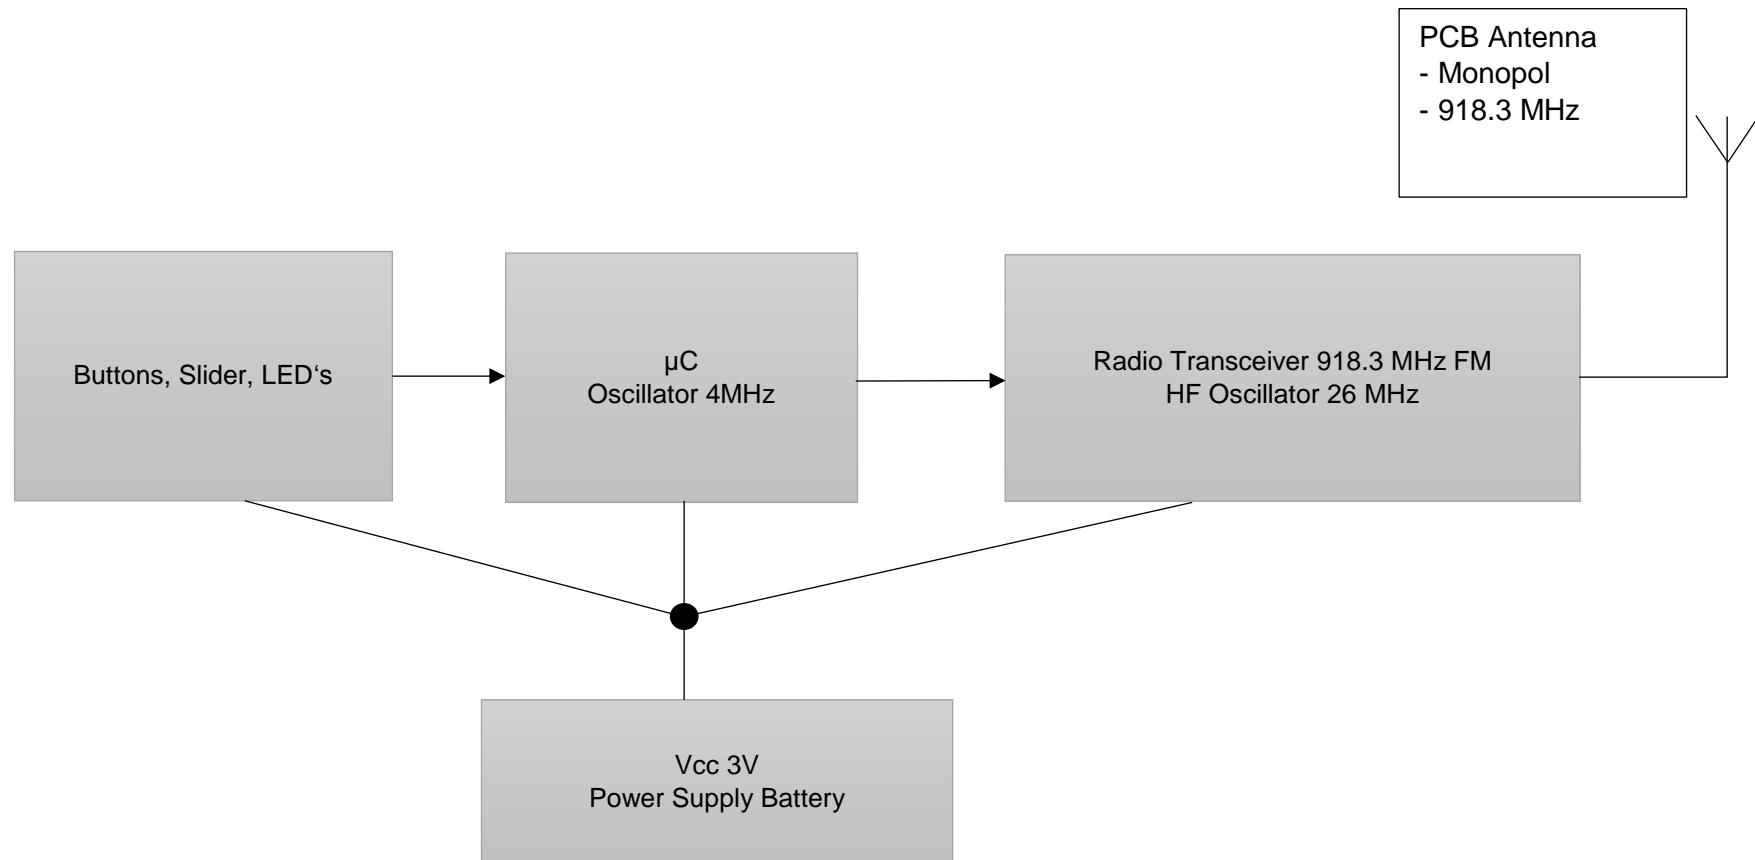 PCB Antenna
- Monopol
- 918.3 MHz
Buttons, Slider, LED‘s
µC
Oscillator 4MHz
Radio Transceiver 918.3 MHz FM
HF Oscillator 26 MHz
Vcc 3V
Power Supply Battery